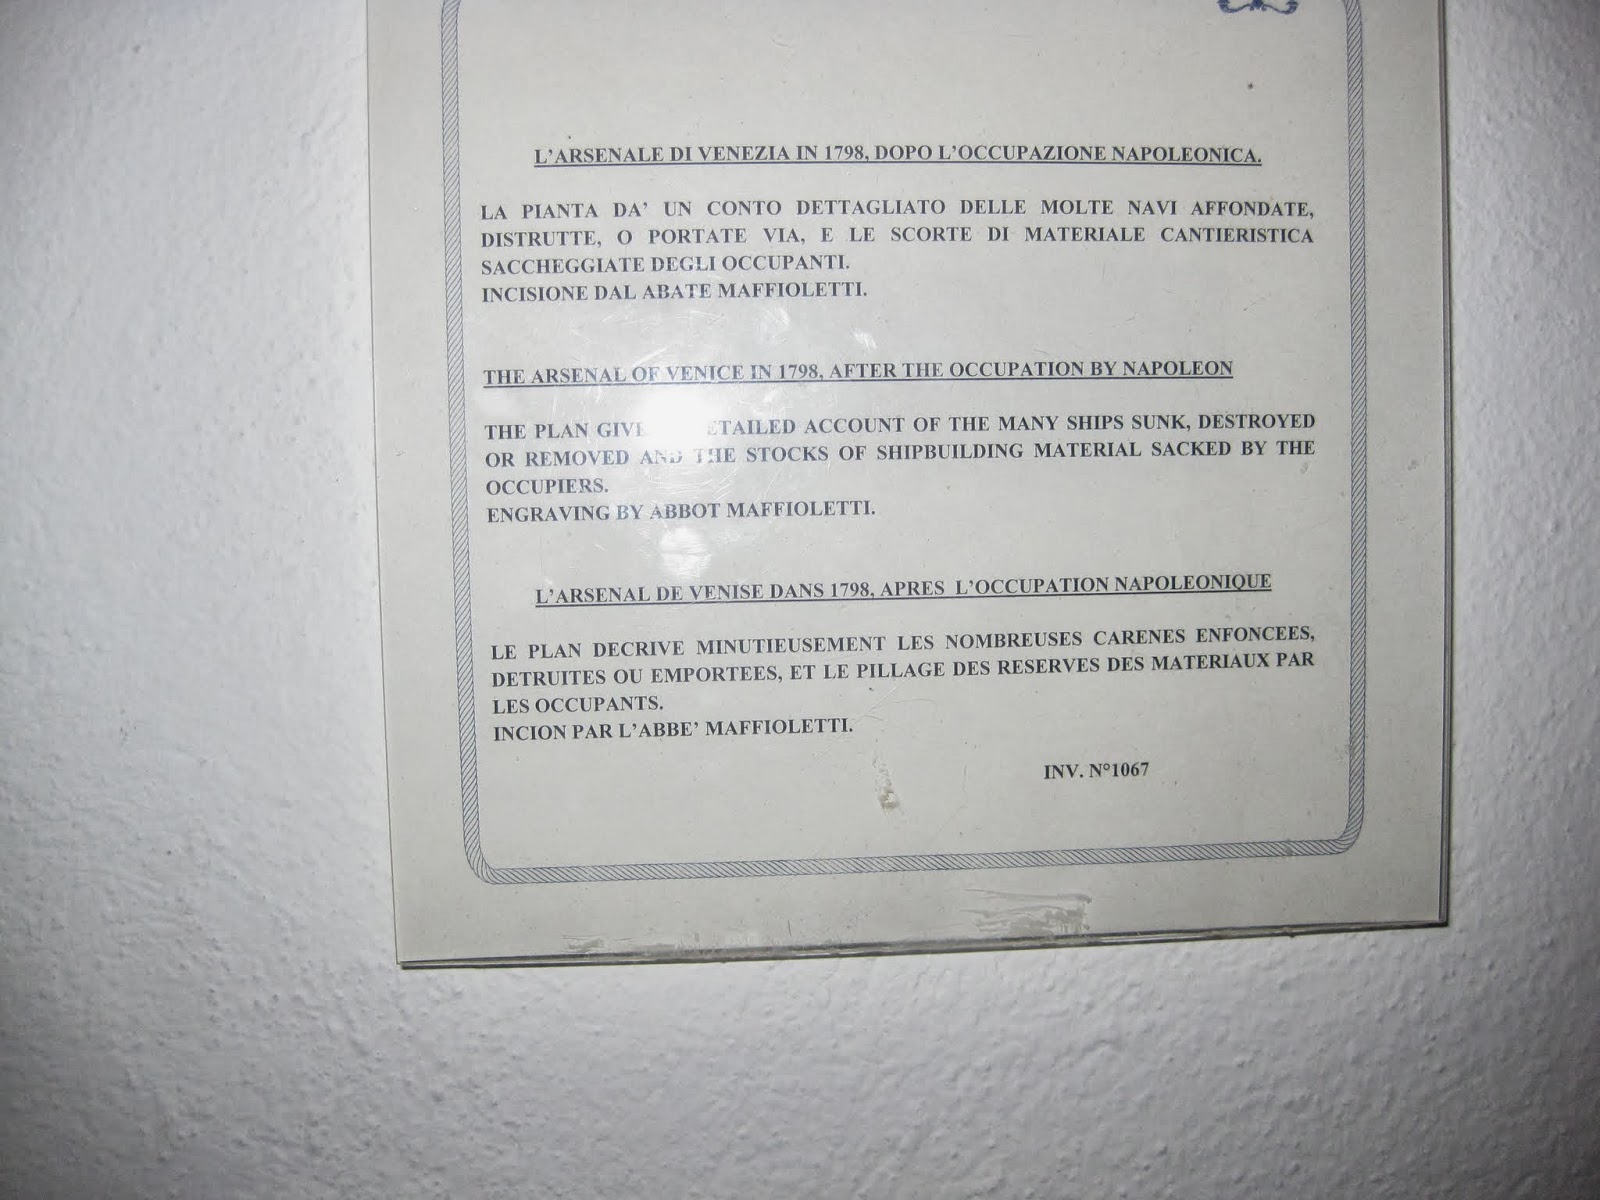 L'ARSENALE DI VENEZIA IN 1798, DOPO L'OCCUPAZIONE NAPOLEONICA.
LA PIANTA DA' UN CONTO DETTAGLIATO DELLE MOLTE NAVI AFFONDATE,
DISTRUTTE, O PORTATE VIA, E LE SCORTE DI MATERIALE CANTIERISTICA
SACCHEGGIATE DEGLI OCCUPANTI.
INCISIONE DAL ABATE MAFFIOLETTI.
THE ARSENAL OF VENICE IN 1798, AFTER THE OCCUPATION BY NAPOLEON
THE PLAN ACCOUNT OF THE MANY SHIPS SUNK, DESTROYED
OR REMOVED AND THE STOCKS OF SHIPBUILDING MATERIAL SACKED BY THE
OCCUPIERS.
ENGRAVING BY ABBOT MAFFIOLETTI.
L'ARSENAL DE VENISE DANS 1798, APRES L'OCCUPATION NAPOLEONIQUE
LE PLAN DECRIVE MINUTIEUSEMENT LES NOMBREUSES CARENES ENFONCEES,
DETRUITES OU EMPORTEES, ET LE PILLAGE DES RESERVES DES MATERIAUX PAR
LES OCCUPANTS.
INCION PAR L'ABBE' MAFFIOLETTI.
INV. N°1067